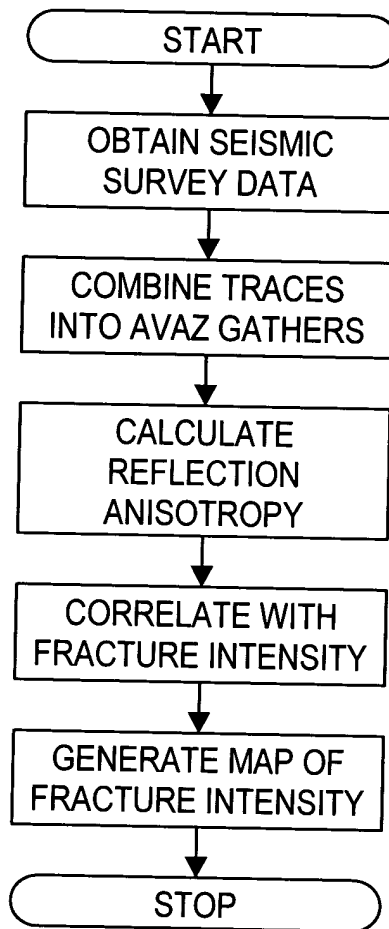 START
OBTAIN SEISMIC
SURVEY DATA
COMBINE TRACES
INTO AVAZ GATHERS
CALCULATE
REFLECTION
ANISOTROPY
CORRELATE WITH
FRACTURE INTENSITY
GENERATE MAP OF
FRACTURE INTENSITY
STOP